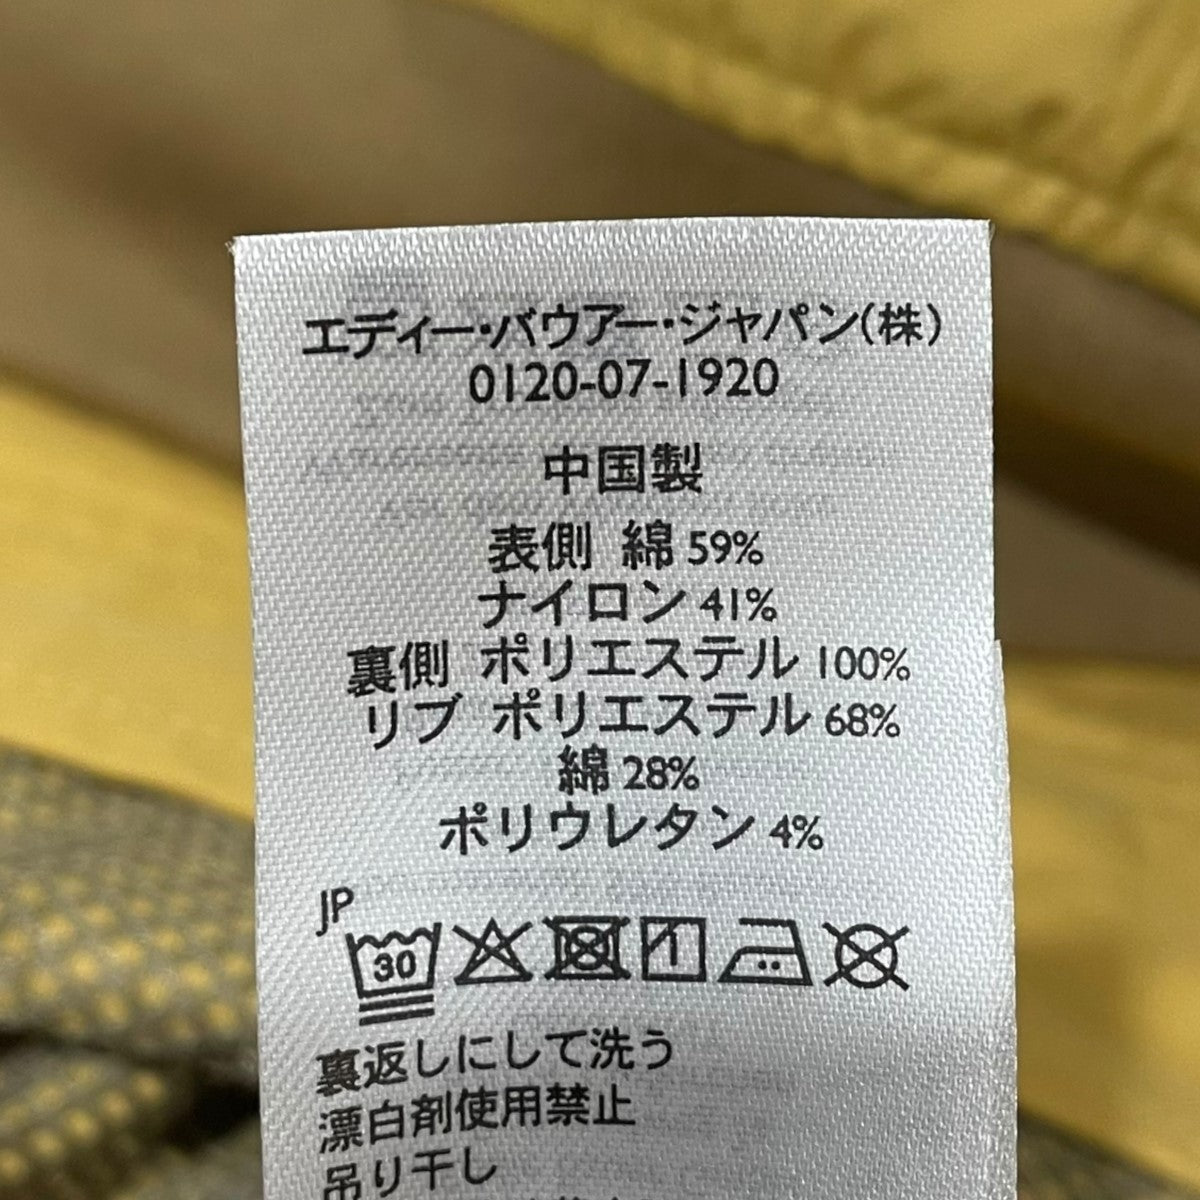 エディー・バウアー・ジャパン(株)
0120-07-1920
中国製
表側 綿 59%
ナイロン 41%
裏側 ポリエステル 100%
リブ ポリエステル 68%
綿 28%
ポリウレタン 4%
JP
30
裏返しにして洗う
漂白剤使用禁止
吊り干し